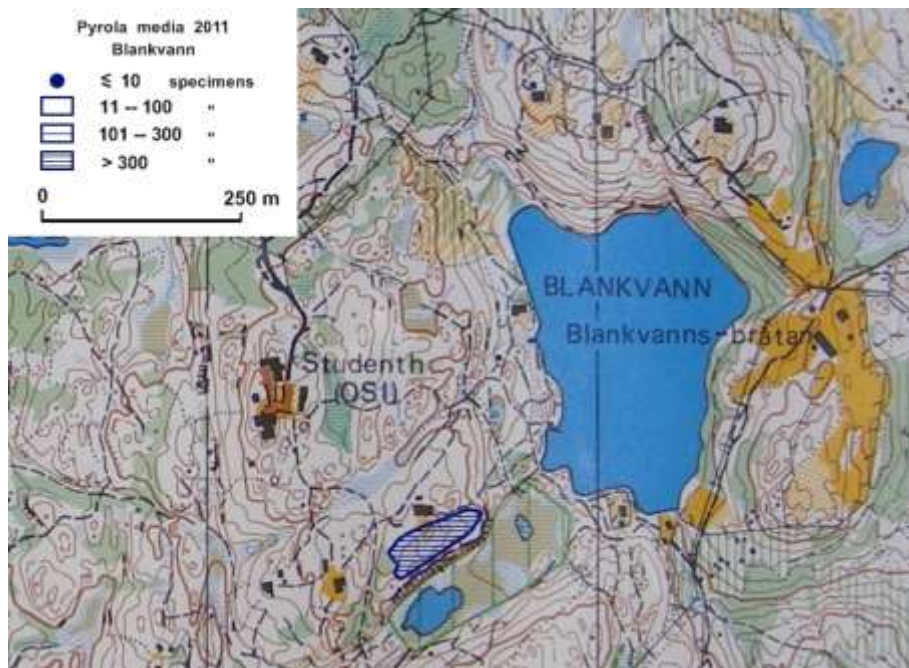 Pyrola media 2011
Blankvann
≤ 10 specimens
11 – 100 "
101 – 300 "
> 300 "
0 250 m
BLANKVANN
Blankvanns-bråtan
Studenth
(OSI)